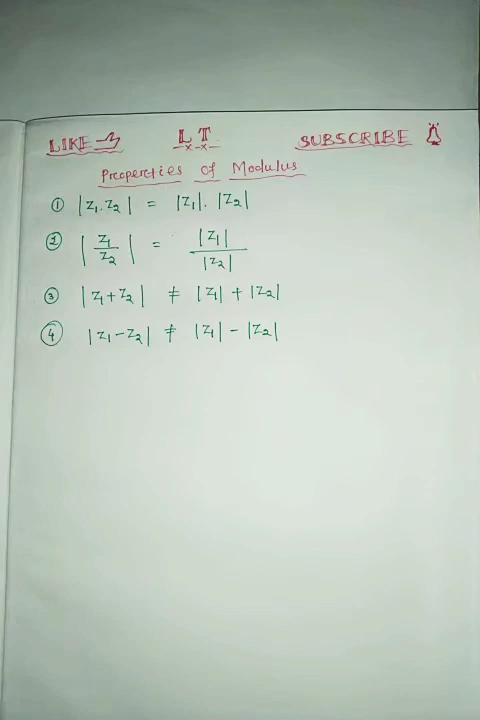 LIKE LT SUBSCRIBE
Properties of Modulus
① |z₁.z₂| = |z₁|.|z₂|
② |z₁/z₂| = |z₁|/|z₂|
③ |z₁+z₂| ≠ |z₁|+|z₂|
④ |z₁-z₂| ≠ |z₁|-|z₂|